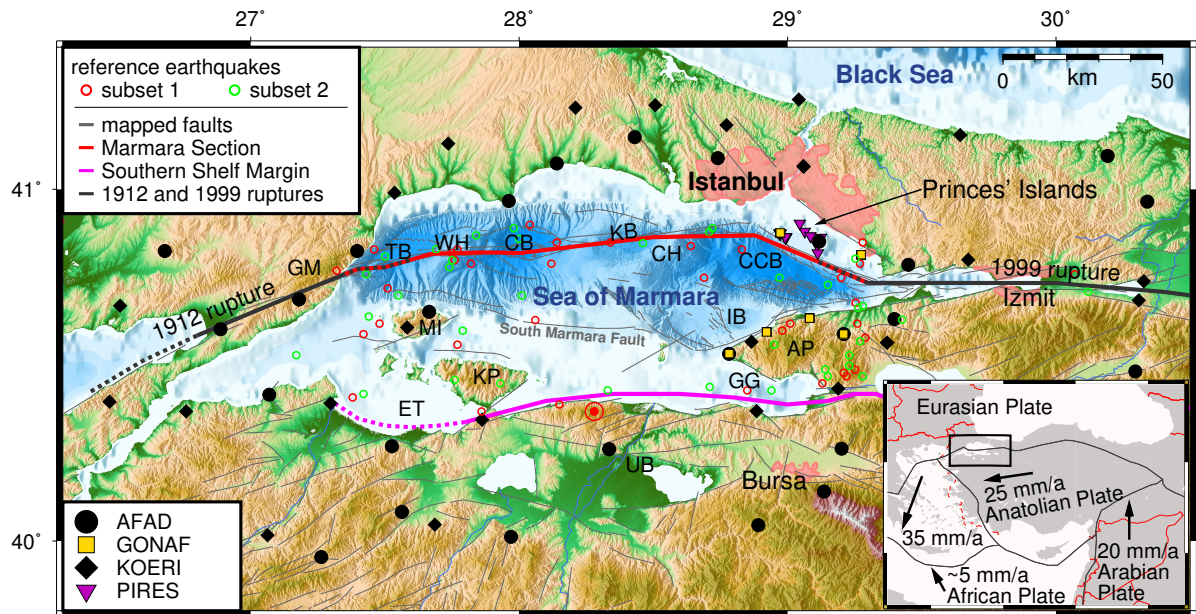 27˚
28˚
29˚
30˚
reference earthquakes
subset 1
subset 2
mapped faults
Marmara Section
Southern Shelf Margin
1912 and 1999 ruptures
Black Sea
0
50
km
41˚
40˚
Istanbul
Princes' Islands
GM
TB
WH
CB
KB
CH
CCB
1912 rupture
1999 rupture
Izmit
Sea of Marmara
MI
South Marmara Fault
IB
AP
KP
GG
ET
UB
Bursa
AFAD
GONAF
KOERI
PIRES
Eurasian Plate
25 mm/a
Anatolian Plate
35 mm/a
20 mm/a
Arabian
Plate
~5 mm/a
African Plate